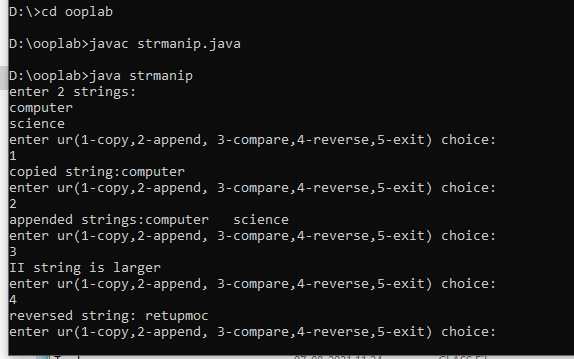 D:\>cd ooplab
D:\ooplab>javac strmanip.java
D:\ooplab>java strmanip
enter 2 strings:
computer
science
enter ur(1-copy,2-append, 3-compare,4-reverse,5-exit) choice:
1
copied string:computer
enter ur(1-copy,2-append, 3-compare,4-reverse,5-exit) choice:
2
appended strings:computer   science
enter ur(1-copy,2-append, 3-compare,4-reverse,5-exit) choice:
3
II string is larger
enter ur(1-copy,2-append, 3-compare,4-reverse,5-exit) choice:
4
reversed string: retupmoc
enter ur(1-copy,2-append, 3-compare,4-reverse,5-exit) choice: